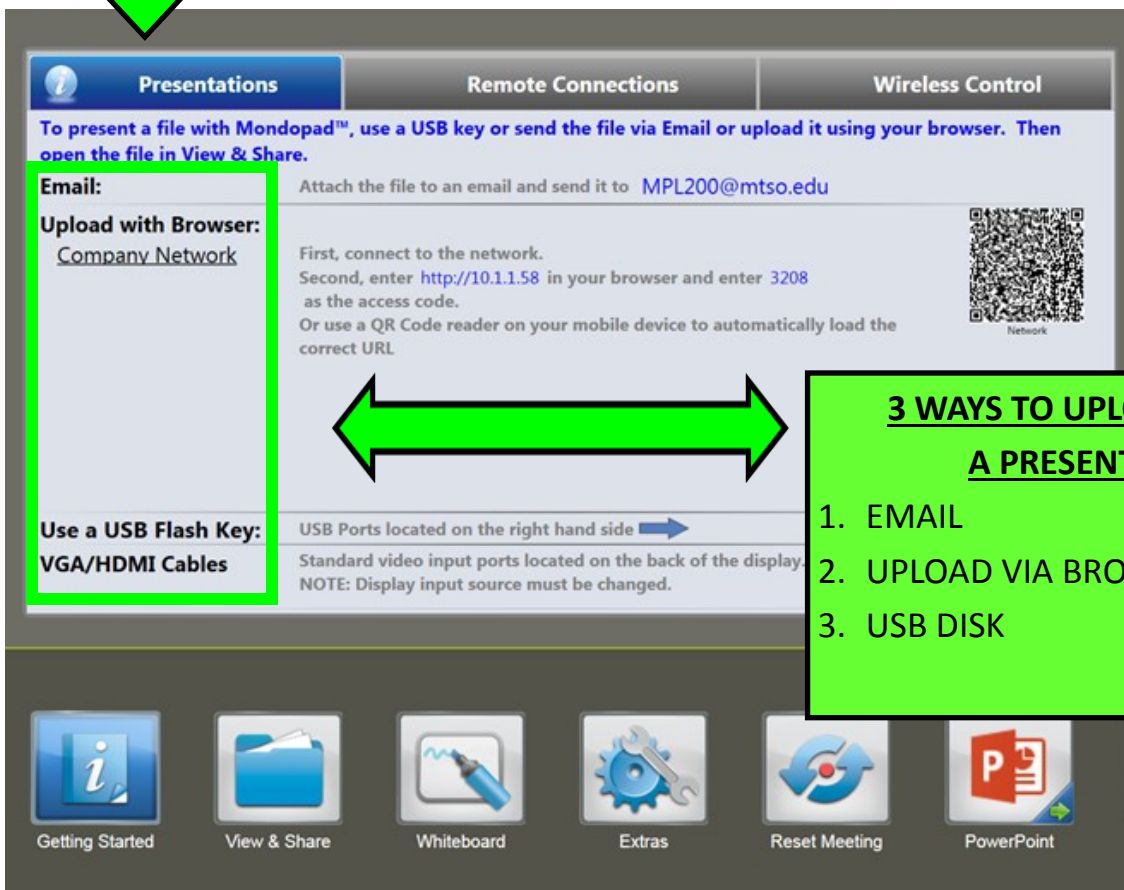 Presentations
Remote Connections
Wireless Control
To present a file with Mondopad™, use a USB key or send the file via Email or upload it using your browser. Then
open the file in View & Share.
Email:
Attach the file to an email and send it to MPL200@mtso.edu
Upload with Browser:
Company Network
First, connect to the network.
Second, enter http://10.1.1.58 in your browser and enter 3208
as the access code.
Or use a QR Code reader on your mobile device to automatically load the
correct URL
Network
Use a USB Flash Key:
USB Ports located on the right hand side
VGA/HDMI Cables
Standard video input ports located on the back of the display.
NOTE: Display input source must be changed.
3 WAYS TO UPL
A PRESENT
1. EMAIL
2. UPLOAD VIA BRO
3. USB DISK
Getting Started
View & Share
Whiteboard
Extras
Reset Meeting
P
PowerPoint